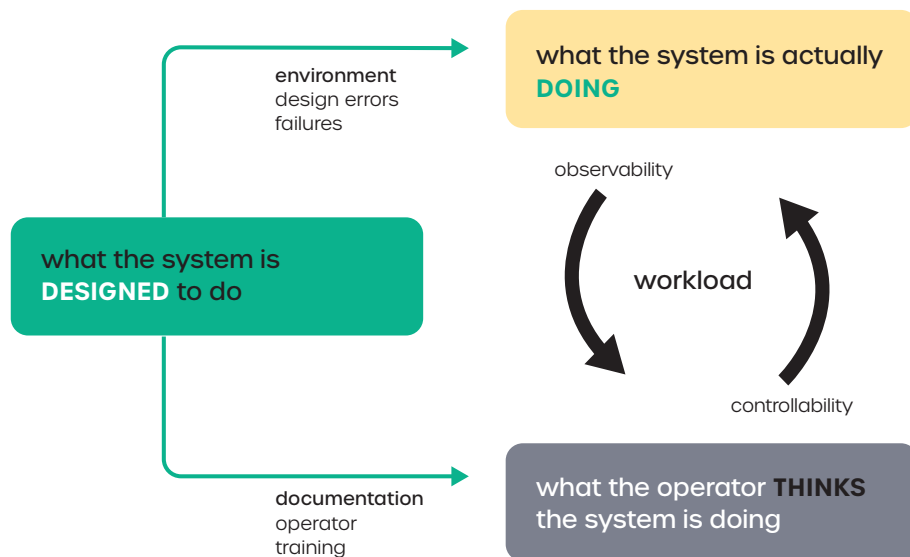 what the system is actually
DOING
environment
design errors
failures
observability
what the system is
DESIGNED to do
workload
controllability
what the operator THINKS
the system is doing
documentation
operator
training